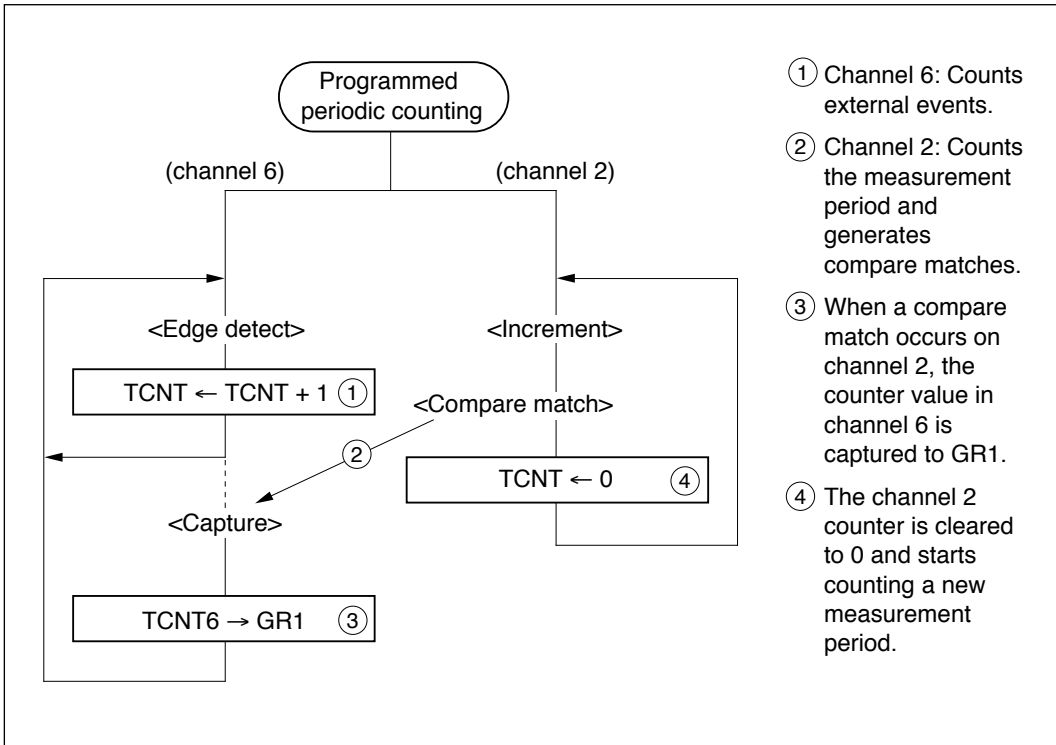 Programmed
periodic counting
(channel 6)
(channel 2)
<Edge detect>
<Increment>
TCNT ← TCNT + 1 ①
<Compare match>
②
TCNT ← 0 ④
<Capture>
TCNT6 → GR1 ③
① Channel 6: Counts
external events.
② Channel 2: Counts
the measurement
period and
generates
compare matches.
③ When a compare
match occurs on
channel 2, the
counter value in
channel 6 is
captured to GR1.
④ The channel 2
counter is cleared
to 0 and starts
counting a new
measurement
period.